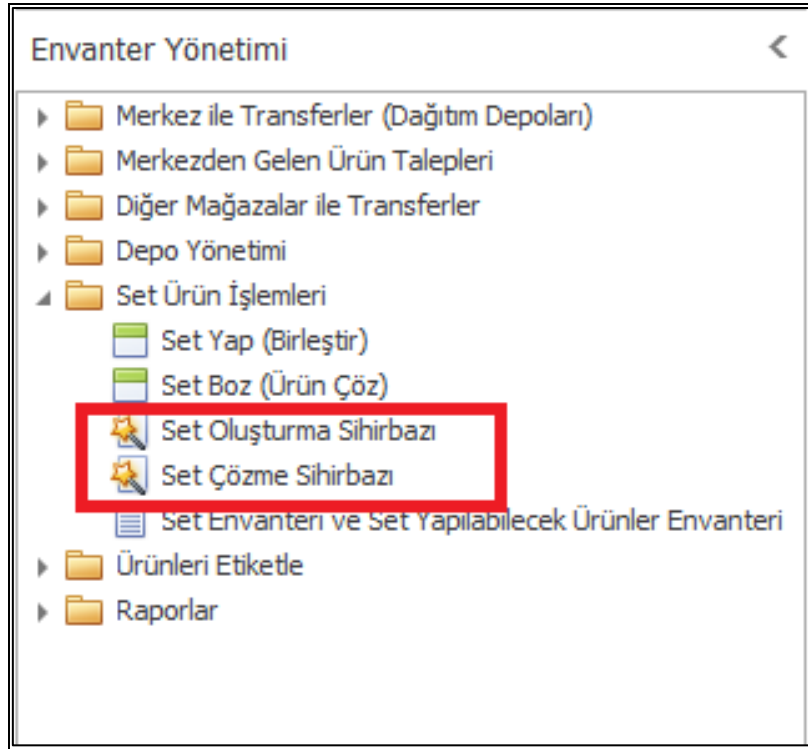 Envanter Yönetimi
Merkez ile Transferler (Dağıtım Depoları)
Merkezden Gelen Ürün Talepleri
Diğer Mağazalar ile Transferler
Depo Yönetimi
Set Ürün İşlemleri
Set Yap (Birleştir)
Set Boz (Ürün Çöz)
Set Oluşturma Sihirbazı
Set Çözme Sihirbazı
Set Envanteri ve Set Yapılabilecek Ürünler Envanteri
Ürünleri Etiketle
Raporlar